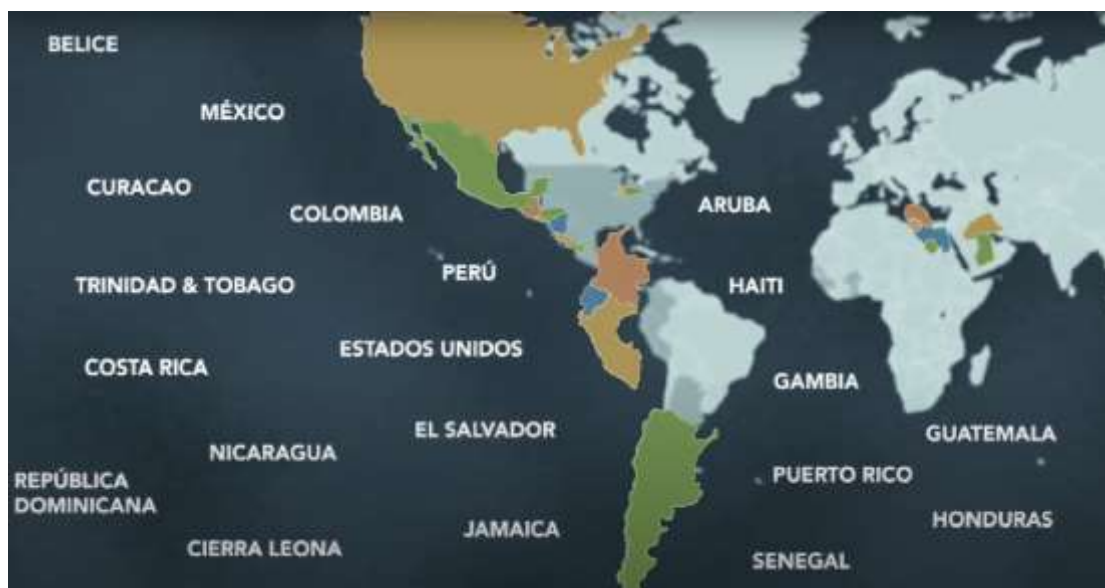 BELICE
MÉXICO
CURACAO
COLOMBIA
ARUBA
TRINIDAD & TOBAGO
PERÚ
HAITI
COSTA RICA
ESTADOS UNIDOS
GAMBIA
NICARAGUA
EL SALVADOR
GUATEMALA
REPÚBLICA
DOMINICANA
PUERTO RICO
CIERRA LEONA
JAMAICA
HONDURAS
SENEGAL